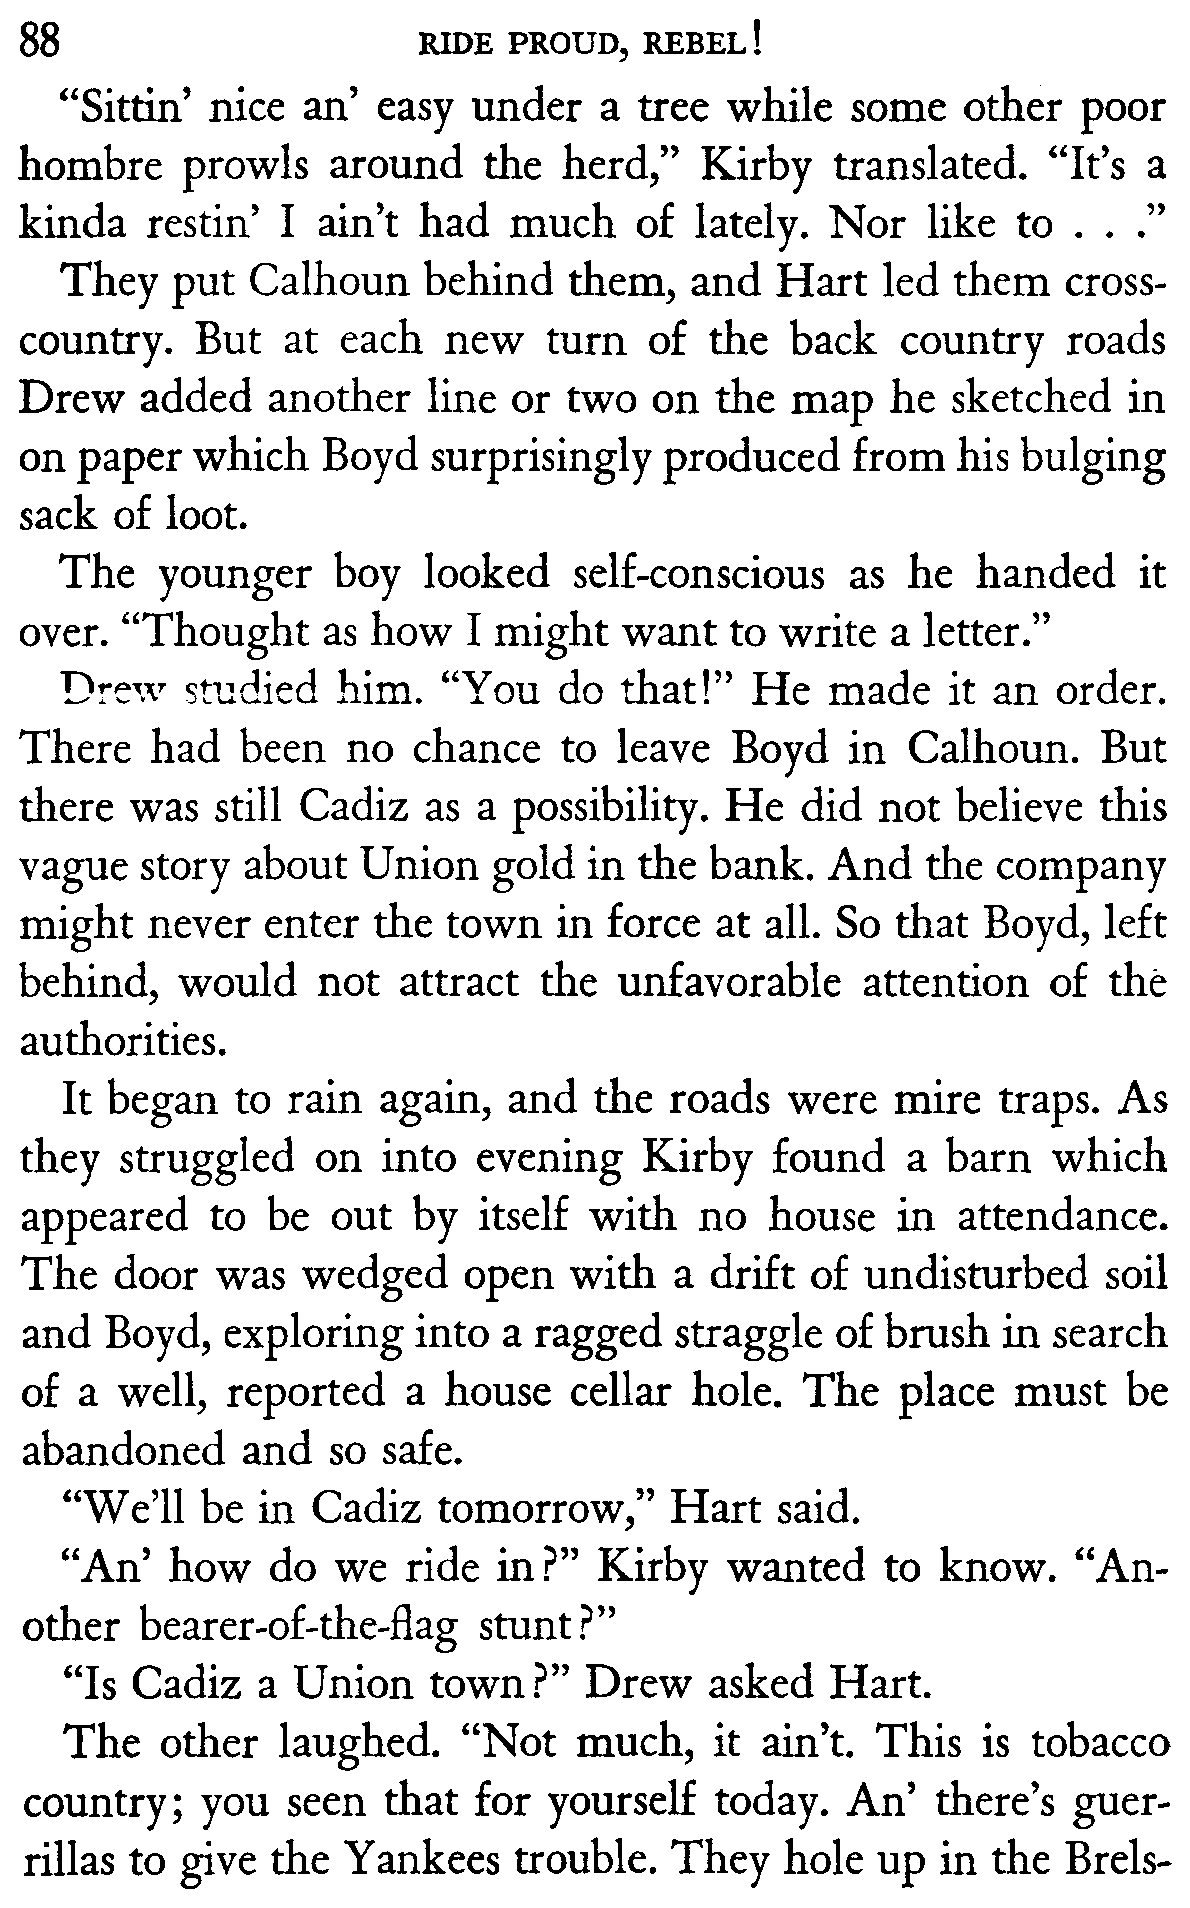 88 RIDE PROUD, REBEL!
“Sittin’ nice an’ easy under a tree while some other poor
hombre prowls around the herd,” Kirby translated. “It’s a
kinda restin’ I ain’t had much of lately. Nor like to . . .”
They put Calhoun behind them, and Hart led them cross-
country. But at each new turn of the back country roads
Drew added another line or two on the map he sketched in
on paper which Boyd surprisingly produced from his bulging
sack of loot.
The younger boy looked self-conscious as he handed it
over. “Thought as how I might want to write a letter.”
Drew studied him. “You do that!” He made it an order.
There had been no chance to leave Boyd in Calhoun. But
there was still Cadiz as a possibility. He did not believe this
vague story about Union gold in the bank. And the company
might never enter the town in force at all. So that Boyd, left
behind, would not attract the unfavorable attention of the
authorities.
It began to rain again, and the roads were mire traps. As
they struggled on into evening Kirby found a barn which
appeared to be out by itself with no house in attendance.
The door was wedged open with a drift of undisturbed soil
and Boyd, exploring into a ragged straggle of brush in search
of a well, reported a house cellar hole. The place must be
abandoned and so safe.
“We’ll be in Cadiz tomorrow,” Hart said.
“An’ how do we ride in?” Kirby wanted to know. “An-
other bearer-of-the-flag stunt?”
“Is Cadiz a Union town?” Drew asked Hart.
The other laughed. “Not much, it ain’t. This is tobacco
country; you seen that for yourself today. An’ there’s guer-
rillas to give the Yankees trouble. They hole up in the Brels-